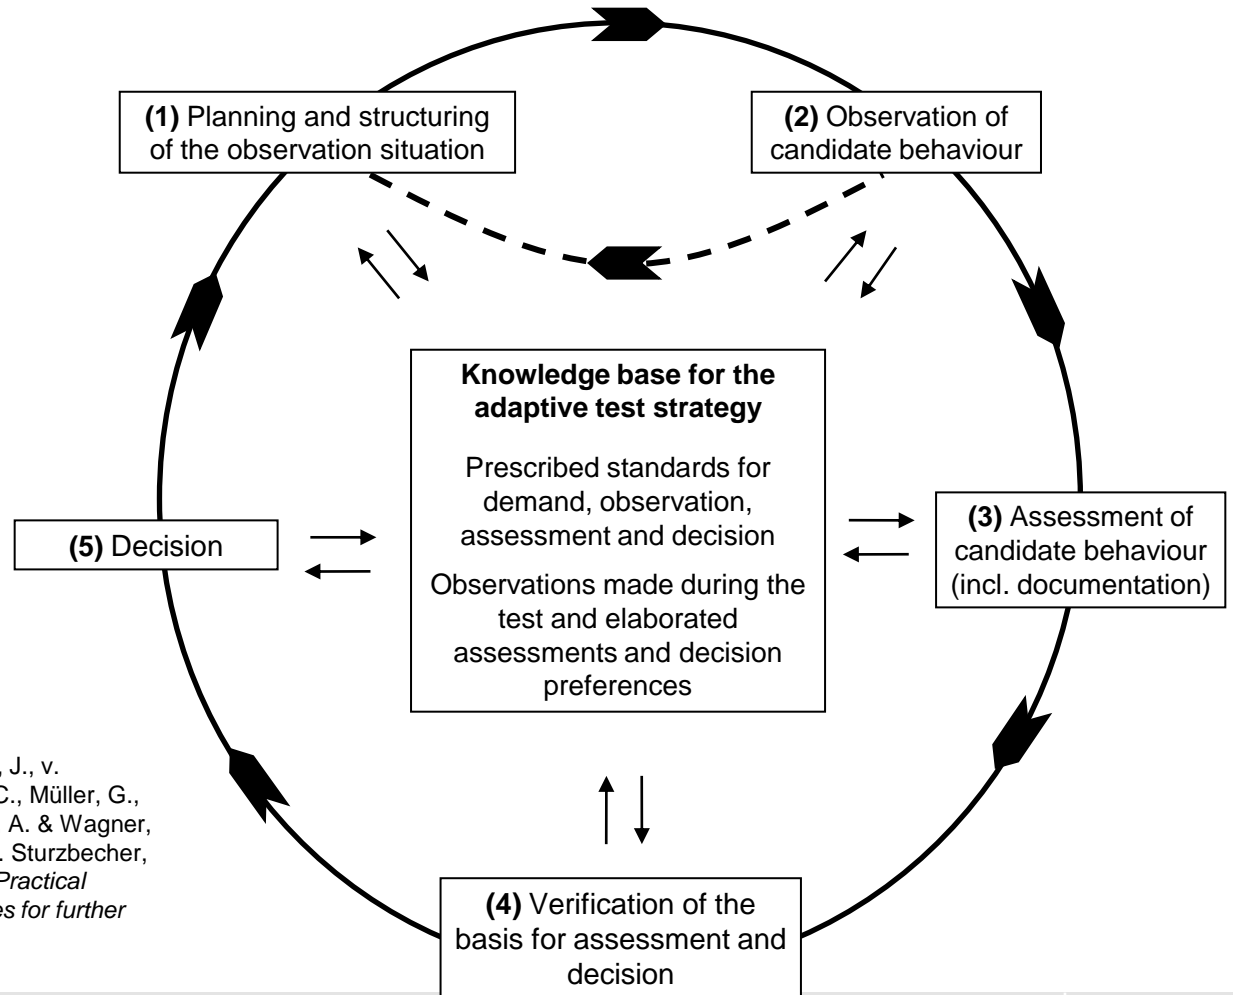 (1) Planning and structuring
of the observation situation
(2) Observation of
candidate behaviour
Knowledge base for the
adaptive test strategy
Prescribed standards for
demand, observation,
assessment and decision
Observations made during the
test and elaborated
assessments and decision
preferences
(3) Assessment of
candidate behaviour
(incl. documentation)
(5) Decision
(4) Verification of the
basis for assessment and
decision
, J., v.
C., Müller, G.,
A. & Wagner,
. Sturzbecher,
Practical
es for further